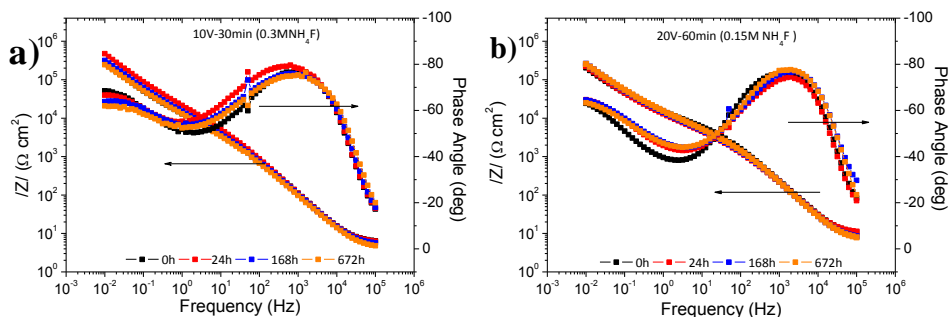 a)
10V-30min (0.3MNH4F)
/Z/ (Ω cm2)
10^6
10^5
10^4
10^3
10^2
10^1
10^0
-100
-80
-60
-40
-20
0
Phase Angle (deg)
0h 24h 168h 672h
10^-3 10^-2 10^-1 10^0 10^1 10^2 10^3 10^4 10^5 10^6
Frequency (Hz)
b)
20V-60min (0.15M NH4F )
/Z/ (Ω cm2)
10^6
10^5
10^4
10^3
10^2
10^1
10^0
-100
-80
-60
-40
-20
0
Phase Angle (deg)
0h 24h 168h 672h
10^-3 10^-2 10^-1 10^0 10^1 10^2 10^3 10^4 10^5 10^6
Frequency (Hz)